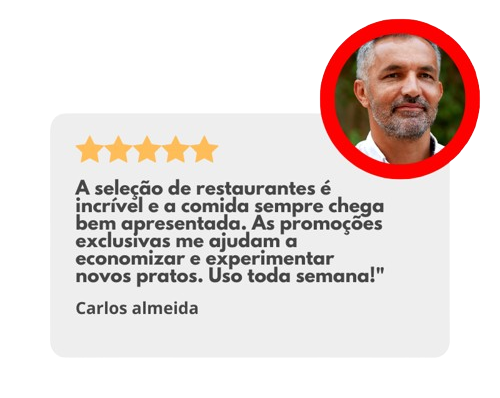 A seleção de restaurantes é
incrível e a comida sempre chega
bem apresentada. As promoções
exclusivas me ajudam a
economizar e experimentar
novos pratos. Uso toda semana!"
Carlos almeida